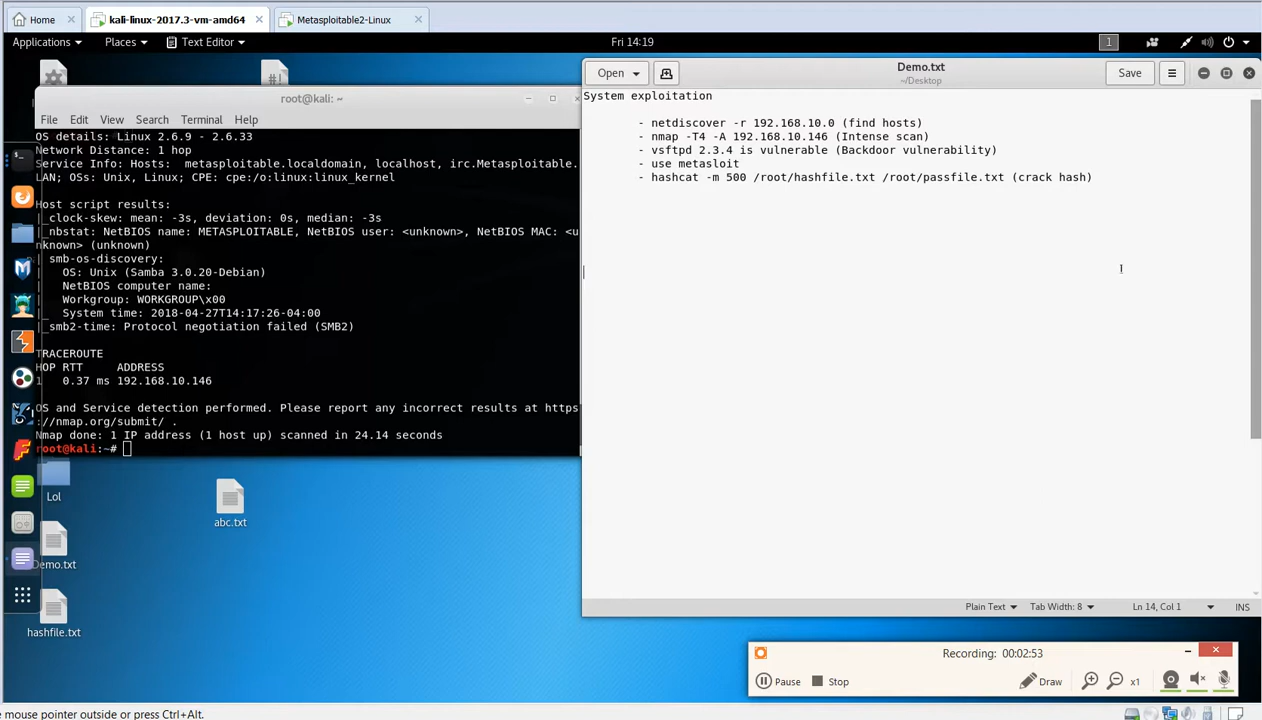 Home
kali-linux-2017.3-vm-amd64
Metasploitable2-Linux
Applications
Places
Text Editor
Fri 14:19
1
root@kali: ~
File Edit View Search Terminal Help
OS details: Linux 2.6.9 - 2.6.33
Network Distance: 1 hop
Service Info: Hosts:  metasploitable.localdomain, localhost, irc.Metasploitable.
LAN; OSs: Unix, Linux; CPE: cpe:/o:linux:linux_kernel
Host script results:
|_clock-skew: mean: -3s, deviation: 0s, median: -3s
|_nbstat: NetBIOS name: METASPLOITABLE, NetBIOS user: <unknown>, NetBIOS MAC: <u
nknown> (unknown)
| smb-os-discovery:
|   OS: Unix (Samba 3.0.20-Debian)
|   NetBIOS computer name:
|   Workgroup: WORKGROUP\x00
|_  System time: 2018-04-27T14:17:26-04:00
|_smb2-time: Protocol negotiation failed (SMB2)
TRACEROUTE
HOP RTT     ADDRESS
1   0.37 ms 192.168.10.146
OS and Service detection performed. Please report any incorrect results at https
://nmap.org/submit/ .
Nmap done: 1 IP address (1 host up) scanned in 24.14 seconds
root@kali:~#
Open
Demo.txt
~/Desktop
Save
System exploitation
- netdiscover -r 192.168.10.0 (find hosts)
- nmap -T4 -A 192.168.10.146 (Intense scan)
- vsftpd 2.3.4 is vulnerable (Backdoor vulnerability)
- use metasloit
- hashcat -m 500 /root/hashfile.txt /root/passfile.txt (crack hash)
Plain Text
Tab Width: 8
Ln 14, Col 1
INS
Lol
abc.txt
Demo.txt
hashfile.txt
Recording: 00:02:53
Pause
Stop
Draw
x1
e mouse pointer outside or press Ctrl+Alt.